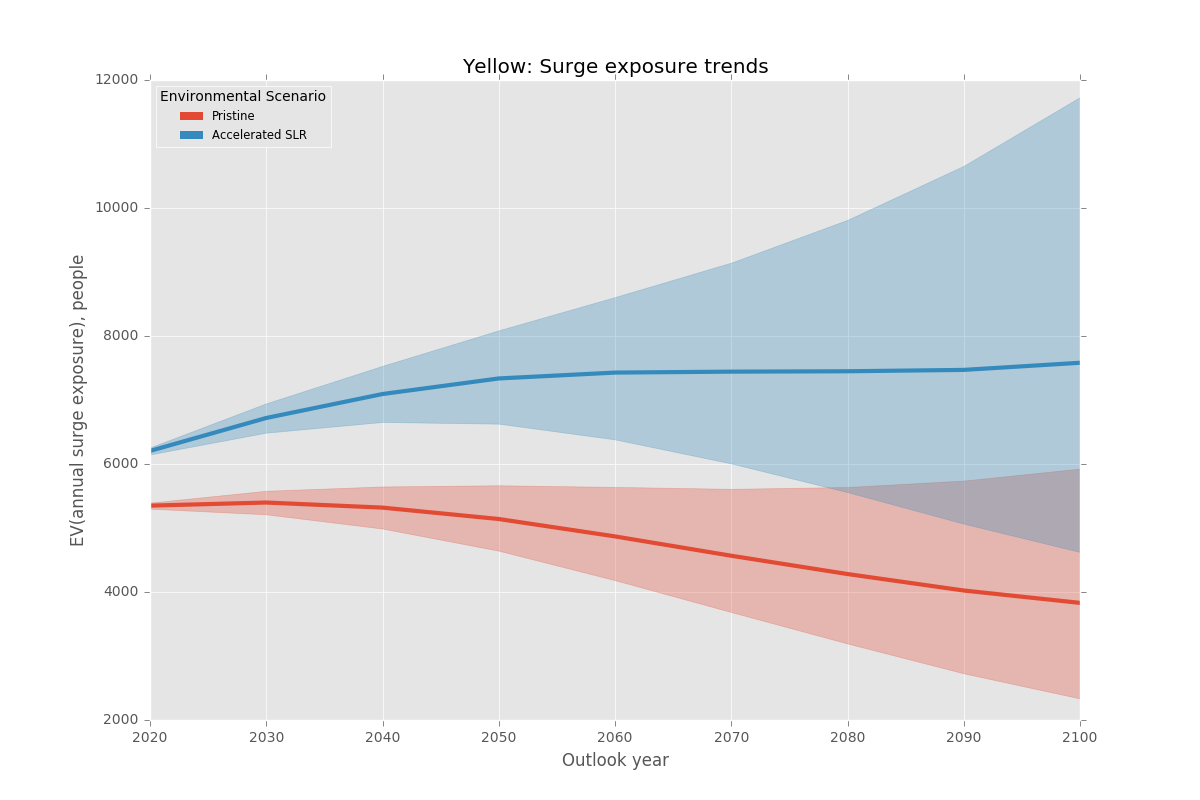 Yellow: Surge exposure trends
Environmental Scenario
Pristine
Accelerated SLR
12000
10000
8000
6000
4000
2000
EV(annual surge exposure), people
2020 2030 2040 2050 2060 2070 2080 2090 2100
Outlook year